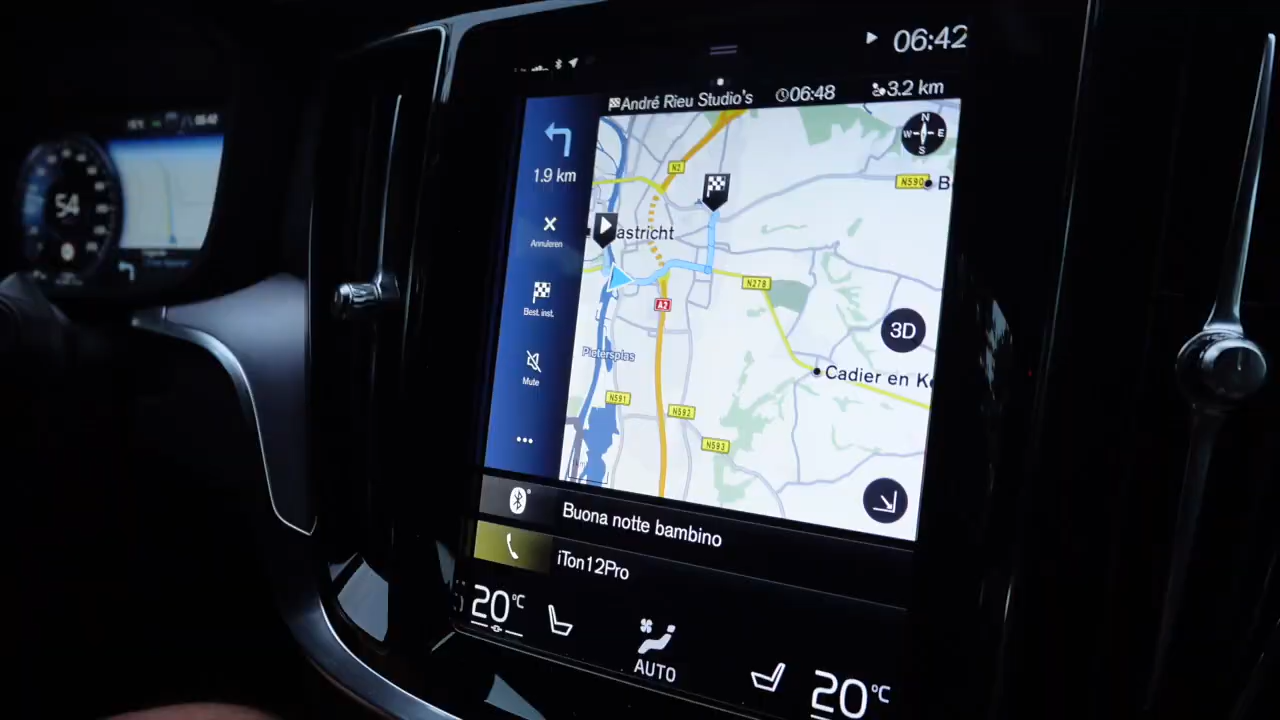 06:42
André Rieu Studio's
06:48
3.2 km
1.9 km
N2
N
W E
S
N590
B
astricht
Annuleren
N278
A2
3D
Best. inst.
Pietersplas
Cadier en K
Mute
N591
N592
N593
Buona notte bambino
iTon12Pro
20°C
AUTO
20°C
54